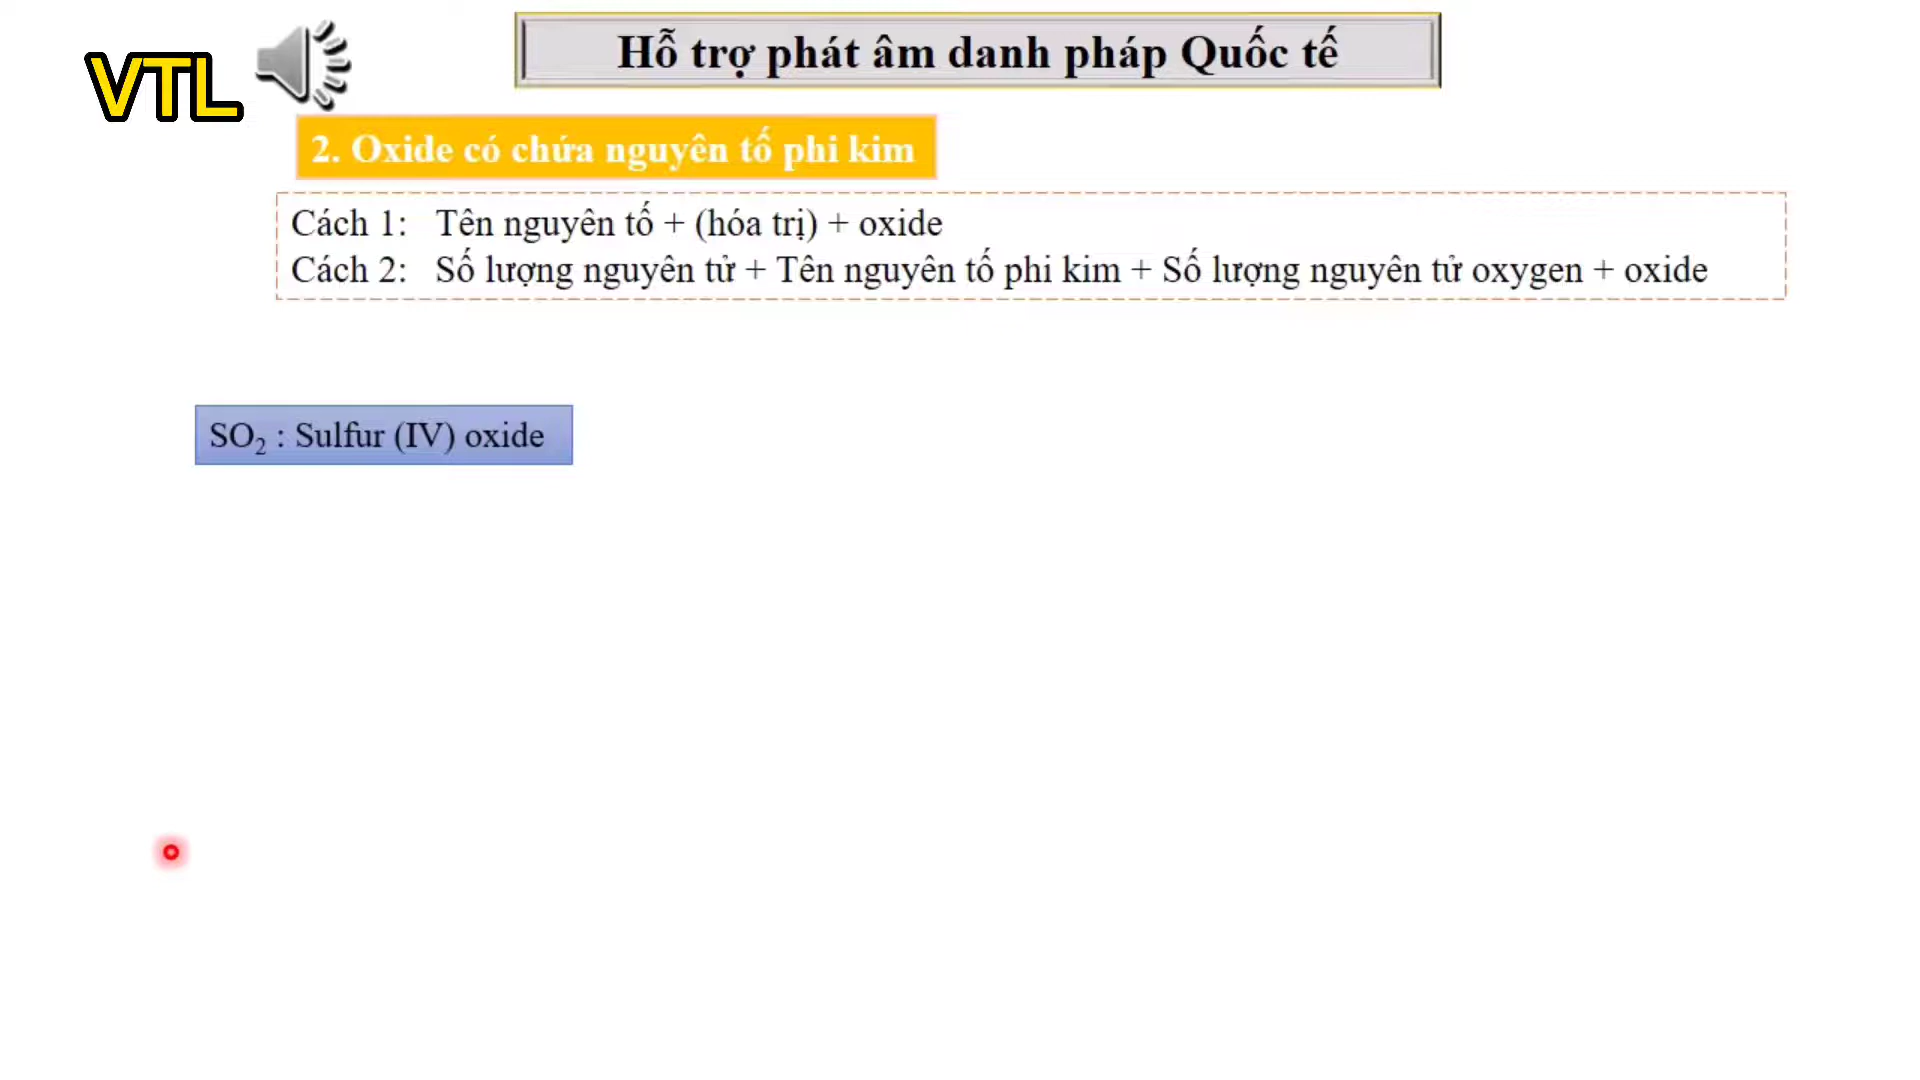 VTL
Hỗ trợ phát âm danh pháp Quốc tế
2. Oxide có chứa nguyên tố phi kim
Cách 1: Tên nguyên tố + (hóa trị) + oxide
Cách 2: Số lượng nguyên tử + Tên nguyên tố phi kim + Số lượng nguyên tử oxygen + oxide
SO₂ : Sulfur (IV) oxide